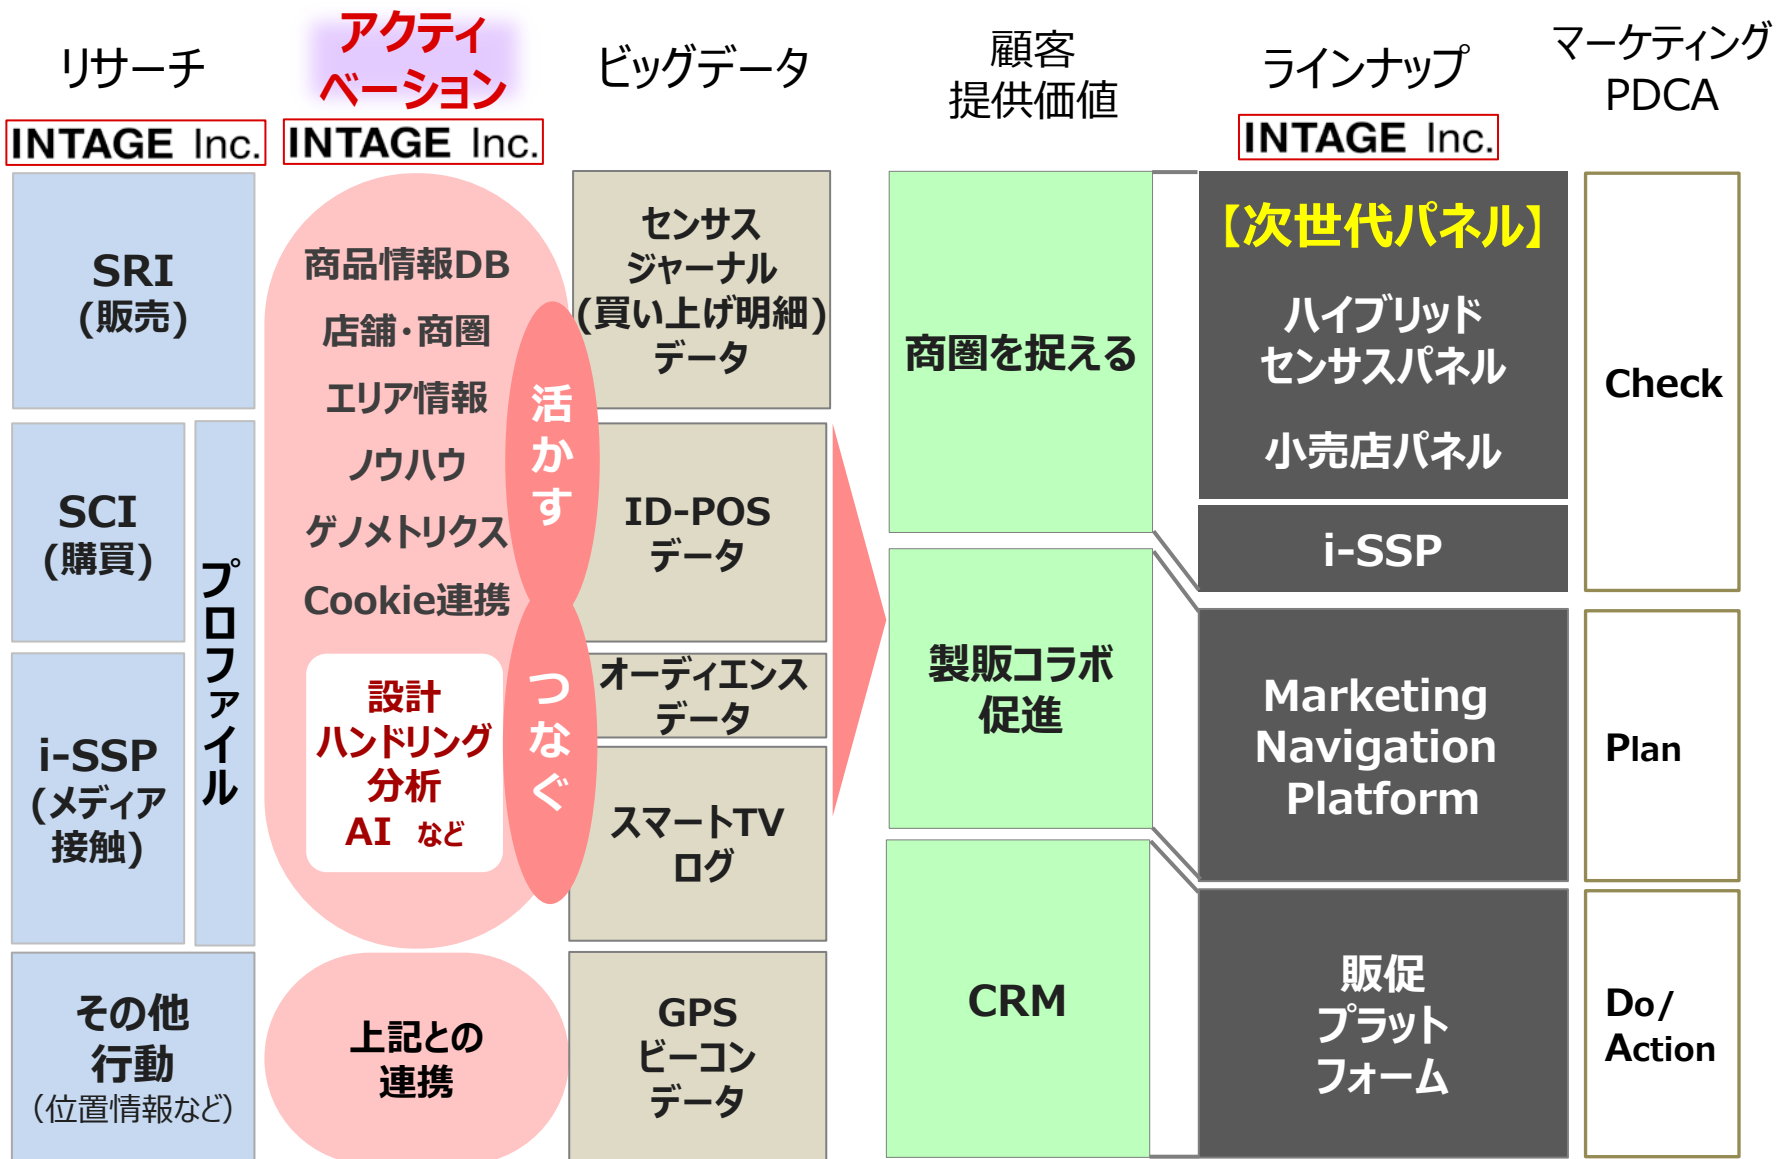 リサーチ
INTAGE Inc.
アクティ
ベーション
INTAGE Inc.
ビッグデータ
顧客
提供価値
ラインナップ
INTAGE Inc.
マーケティング
PDCA
SRI
(販売)
SCI
(購買)
プロファイル
i-SSP
(メディア
接触)
その他
行動
(位置情報など)
商品情報DB
店舗・商圏
エリア情報
ノウハウ
ゲノメトリクス
Cookie連携
設計
ハンドリング
分析
AI など
活かす
つなぐ
上記との
連携
センサス
ジャーナル
(買い上げ明細)
データ
ID-POS
データ
オーディエンス
データ
スマートTV
ログ
GPS
ビーコン
データ
商圏を捉える
製販コラボ
促進
CRM
【次世代パネル】
ハイブリッド
センサスパネル
小売店パネル
i-SSP
Marketing
Navigation
Platform
販促
プラット
フォーム
Check
Plan
Do/
Action